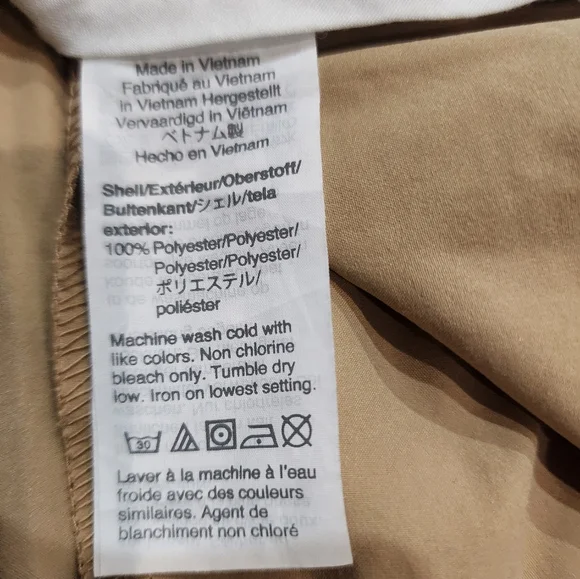 Made in Vietnam
Fabriqué au Vietnam
in Vietnam Hergestellt
Vervaardigd in Viëtnam
ベトナム製
Hecho en Vietnam
Shell/Extérieur/Oberstoff/
Buitenkant/シェル/tela
exterior:
100% Polyester/Polyester/
Polyester/Polyester/
ポリエステル/
poliéster
Machine wash cold with
like colors. Non chlorine
bleach only. Tumble dry
low. Iron on lowest setting.
30
Laver à la machine à l'eau
froide avec des couleurs
similaires. Agent de
blanchiment non chloré